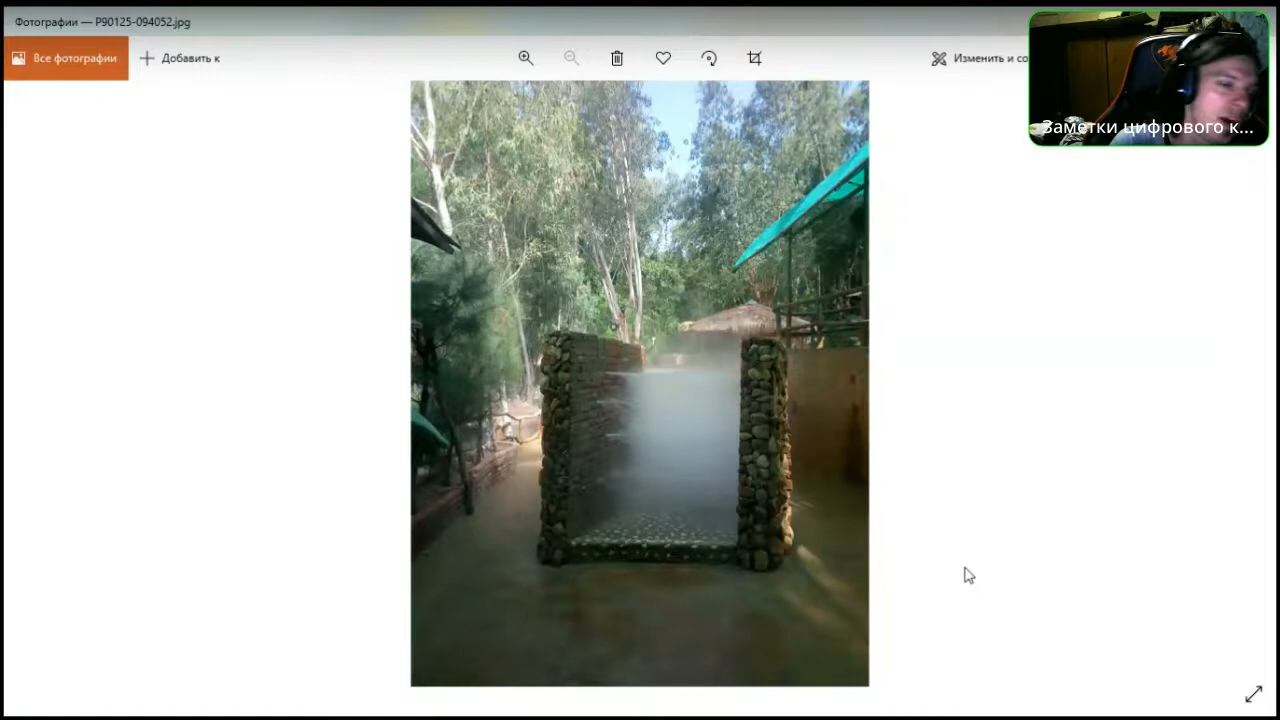 Фотографии — P90125-094052.jpg
Все фотографии
Добавить к
Изменить и со
Заметки цифрового к...